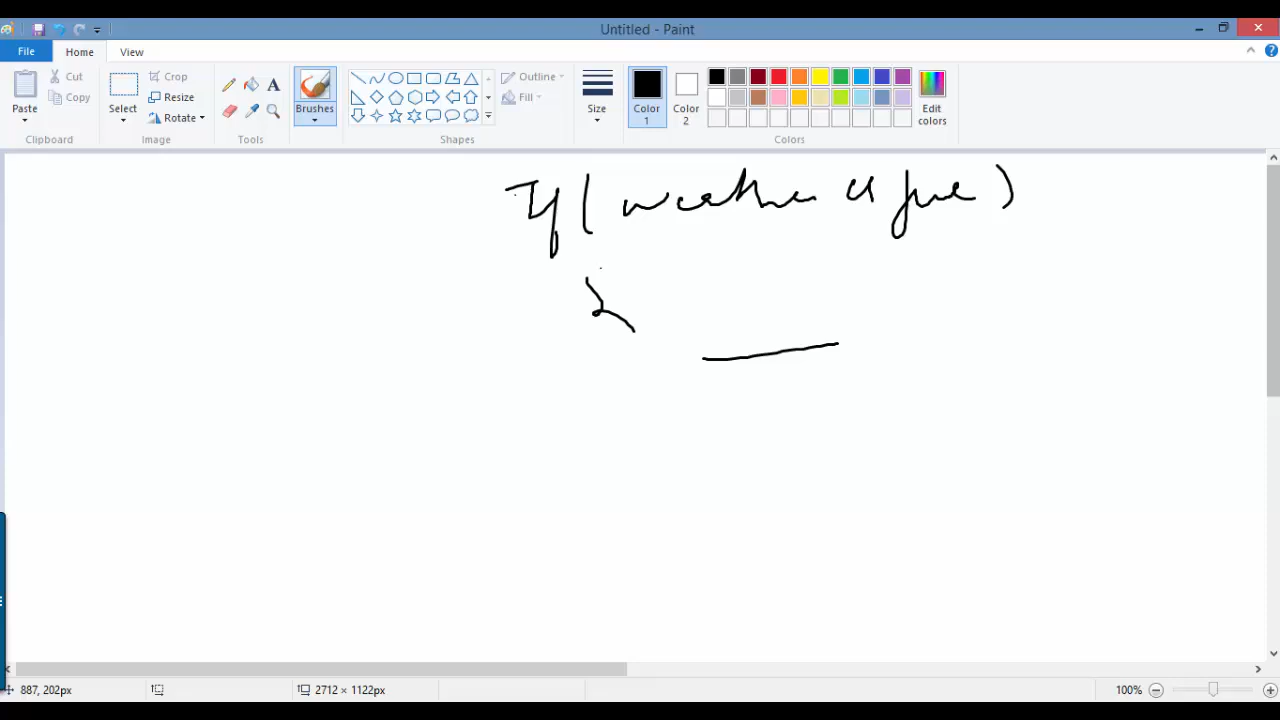 Untitled - Paint
File Home View
Cut
Copy
Paste
Clipboard
Crop
Resize
Rotate
Select
Image
Tools
Brushes
Outline
Fill
Shapes
Size
Color 1
Color 2
Edit colors
Colors
If ( weather is fine )
{
887, 202px
2712 × 1122px
100%